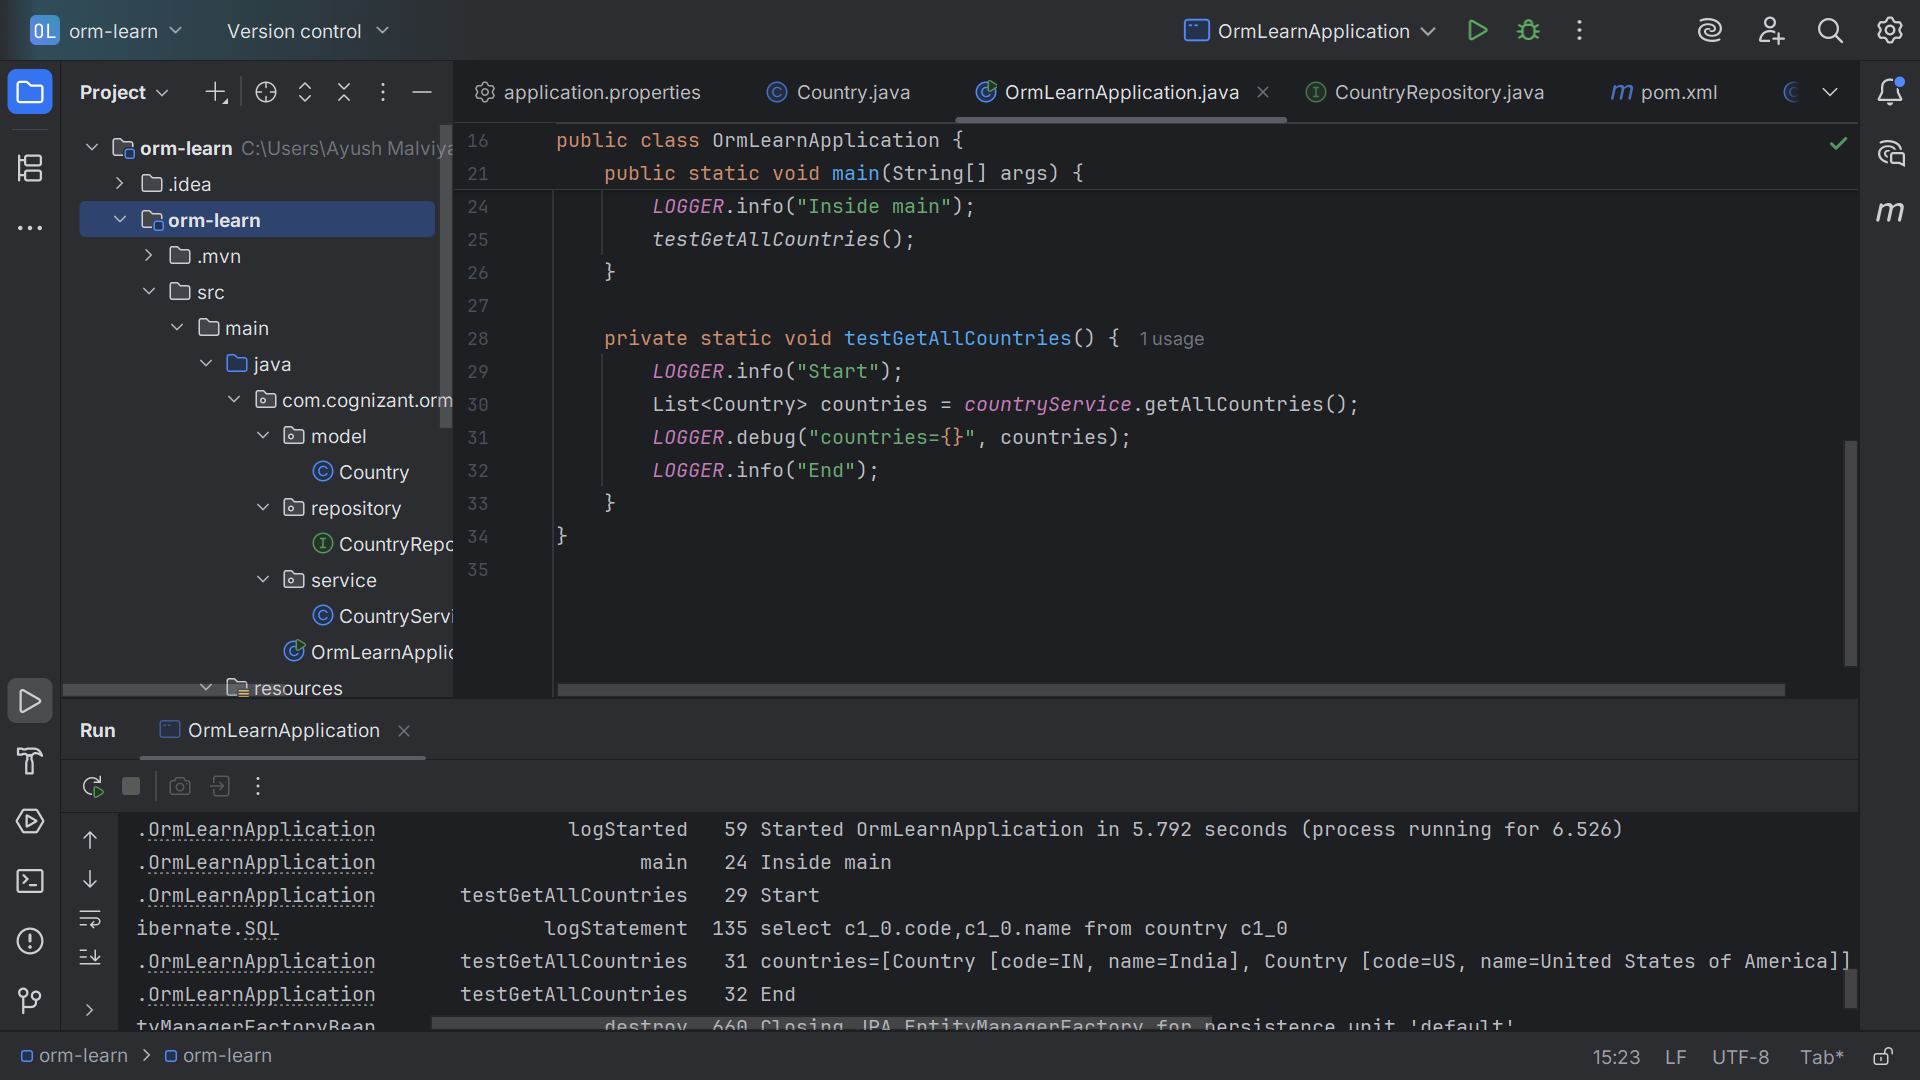 OL orm-learn Version control OrmLearnApplication
Project
application.properties Country.java OrmLearnApplication.java CountryRepository.java pom.xml
orm-learn C:\Users\Ayush Malviya
.idea
orm-learn
.mvn
src
main
java
com.cognizant.orm
model
Country
repository
CountryRepo
service
CountryServi
OrmLearnApplic
resources
16 public class OrmLearnApplication {
21 public static void main(String[] args) {
24 LOGGER.info("Inside main");
25 testGetAllCountries();
26 }
27
28 private static void testGetAllCountries() { 1 usage
29 LOGGER.info("Start");
30 List<Country> countries = countryService.getAllCountries();
31 LOGGER.debug("countries={}", countries);
32 LOGGER.info("End");
33 }
34 }
35
Run OrmLearnApplication
.OrmLearnApplication logStarted 59 Started OrmLearnApplication in 5.792 seconds (process running for 6.526)
.OrmLearnApplication main 24 Inside main
.OrmLearnApplication testGetAllCountries 29 Start
ibernate.SQL logStatement 135 select c1_0.code,c1_0.name from country c1_0
.OrmLearnApplication testGetAllCountries 31 countries=[Country [code=IN, name=India], Country [code=US, name=United States of America]]
.OrmLearnApplication testGetAllCountries 32 End
tyManagerFactoryBean destroy 660 Closing JPA EntityManagerFactory for persistence unit 'default'
orm-learn > orm-learn 15:23 LF UTF-8 Tab*